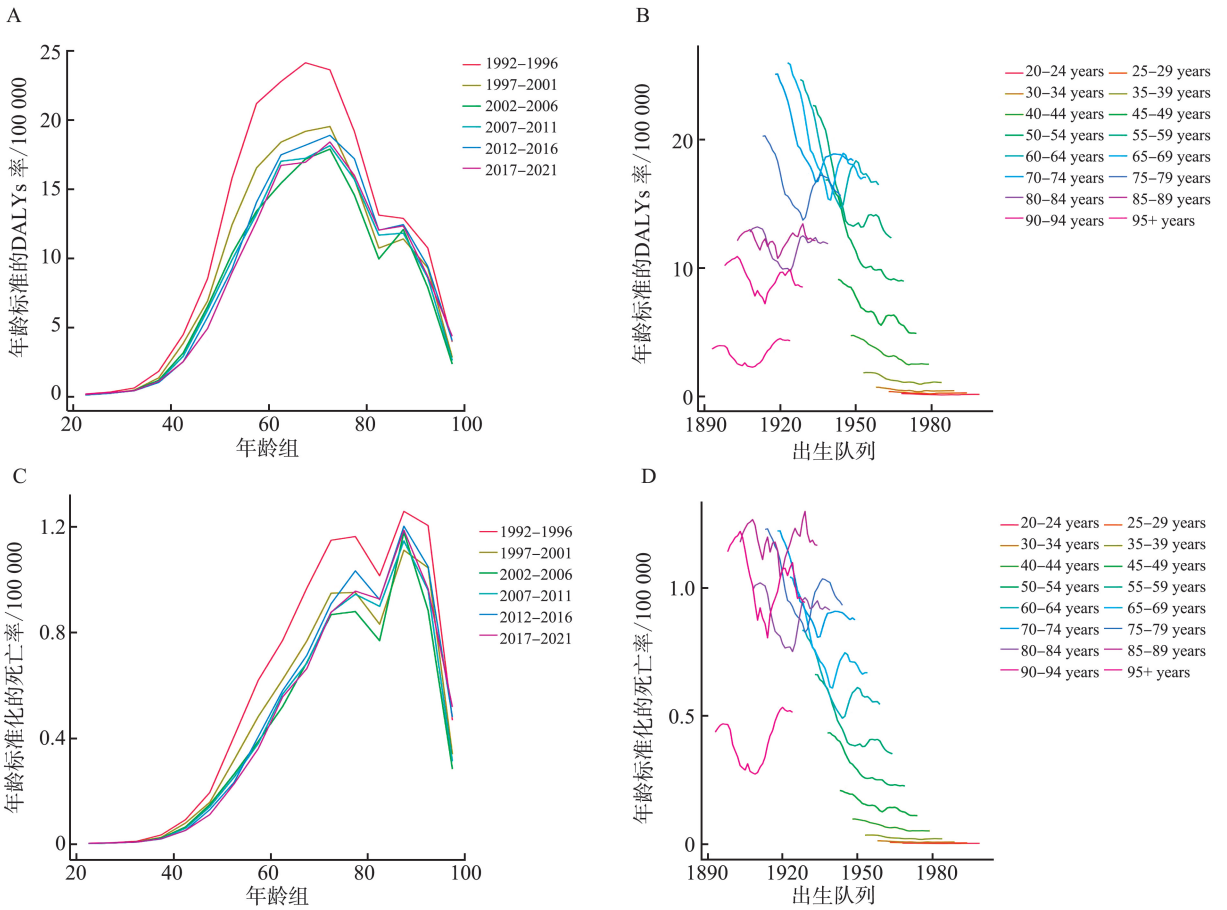 A
年龄标准的DALYs 率/100 000
25
20
15
10
5
0
20
40
60
80
100
年龄组
1992–1996
1997–2001
2002–2006
2007–2011
2012–2016
2017–2021
B
年龄标准的DALYs 率/100 000
20
10
0
1890
1920
1950
1980
出生队列
20–24 years 25–29 years
30–34 years 35–39 years
40–44 years 45–49 years
50–54 years 55–59 years
60–64 years 65–69 years
70–74 years 75–79 years
80–84 years 85–89 years
90–94 years 95+ years
C
年龄标准化的死亡率/100 000
1.2
0.8
0.4
0
20
40
60
80
100
年龄组
1992–1996
1997–2001
2002–2006
2007–2011
2012–2016
2017–2021
D
年龄标准化的死亡率/100 000
1.0
0.5
0
1890
1920
1950
1980
出生队列
20–24 years 25–29 years
30–34 years 35–39 years
40–44 years 45–49 years
50–54 years 55–59 years
60–64 years 65–69 years
70–74 years 75–79 years
80–84 years 85–89 years
90–94 years 95+ years